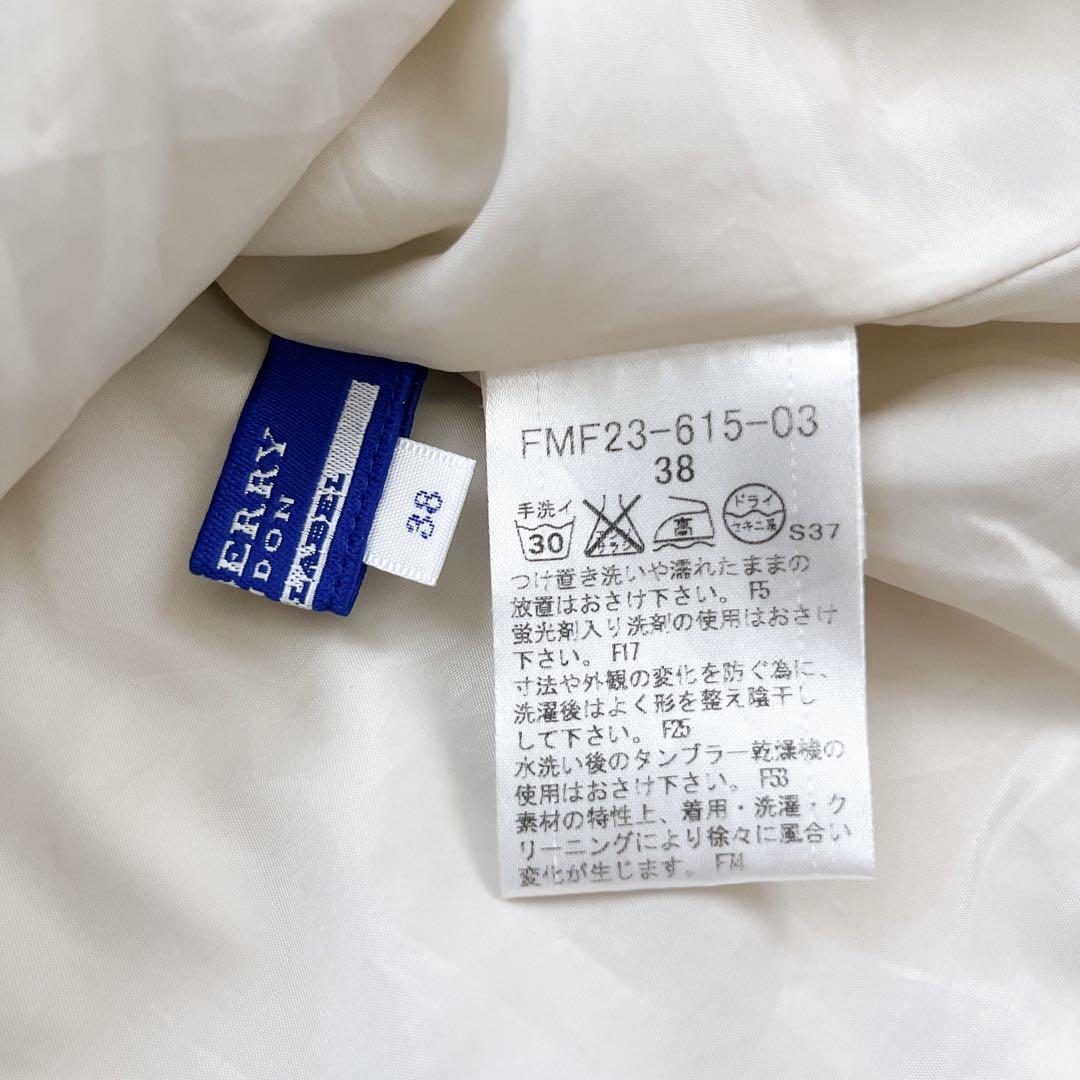 ERRY
DON
38
FMF23-615-03
38
手洗イ
30
ドライ
セキユ系
S37
高
つけ置き洗いや濡れたままの
放置はおさけ下さい。 F5
蛍光剤入り洗剤の使用はおさけ
下さい。 F17
寸法や外観の変化を防ぐ為に、
洗濯後はよく形を整え陰干し
して下さい。 F25
水洗い後のタンブラー乾燥機の
使用はおさけ下さい。 F53
素材の特性上、着用・洗濯・ク
リーニングにより徐々に風合い
変化が生じます。 F74